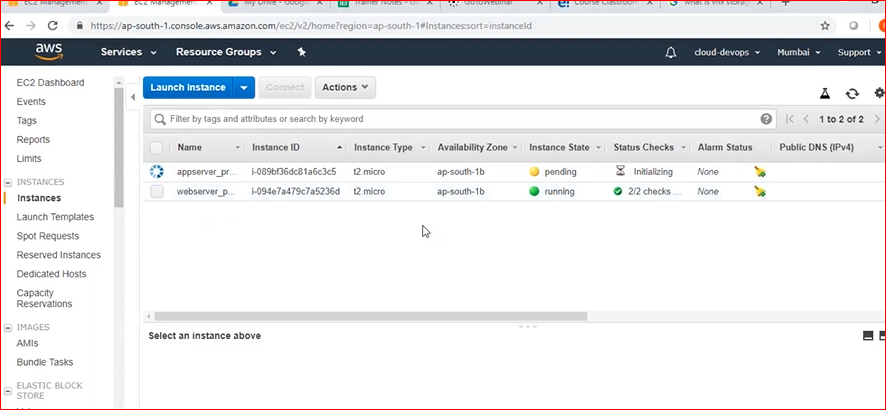 EC2 Management
EC2 Management
My Drive - Goog
Trainer Notes - G
GoToWebinar
Course Classroom
what is vhx storag
https://ap-south-1.console.aws.amazon.com/ec2/v2/home?region=ap-south-1#Instances:sort=instanceId
aws
Services
Resource Groups
cloud-devops
Mumbai
Support
EC2 Dashboard
Events
Tags
Reports
Limits
INSTANCES
Instances
Launch Templates
Spot Requests
Reserved Instances
Dedicated Hosts
Capacity
Reservations
IMAGES
AMIs
Bundle Tasks
ELASTIC BLOCK
STORE
Launch Instance
Connect
Actions
Filter by tags and attributes or search by keyword
1 to 2 of 2
Name Instance ID Instance Type Availability Zone Instance State Status Checks Alarm Status Public DNS (IPv4)
appserver_pr... i-089bf36dc81a6c3c5 t2.micro ap-south-1b pending Initializing None
webserver_p... i-094e7a479c7a5236d t2.micro ap-south-1b running 2/2 checks ... None
Select an instance above